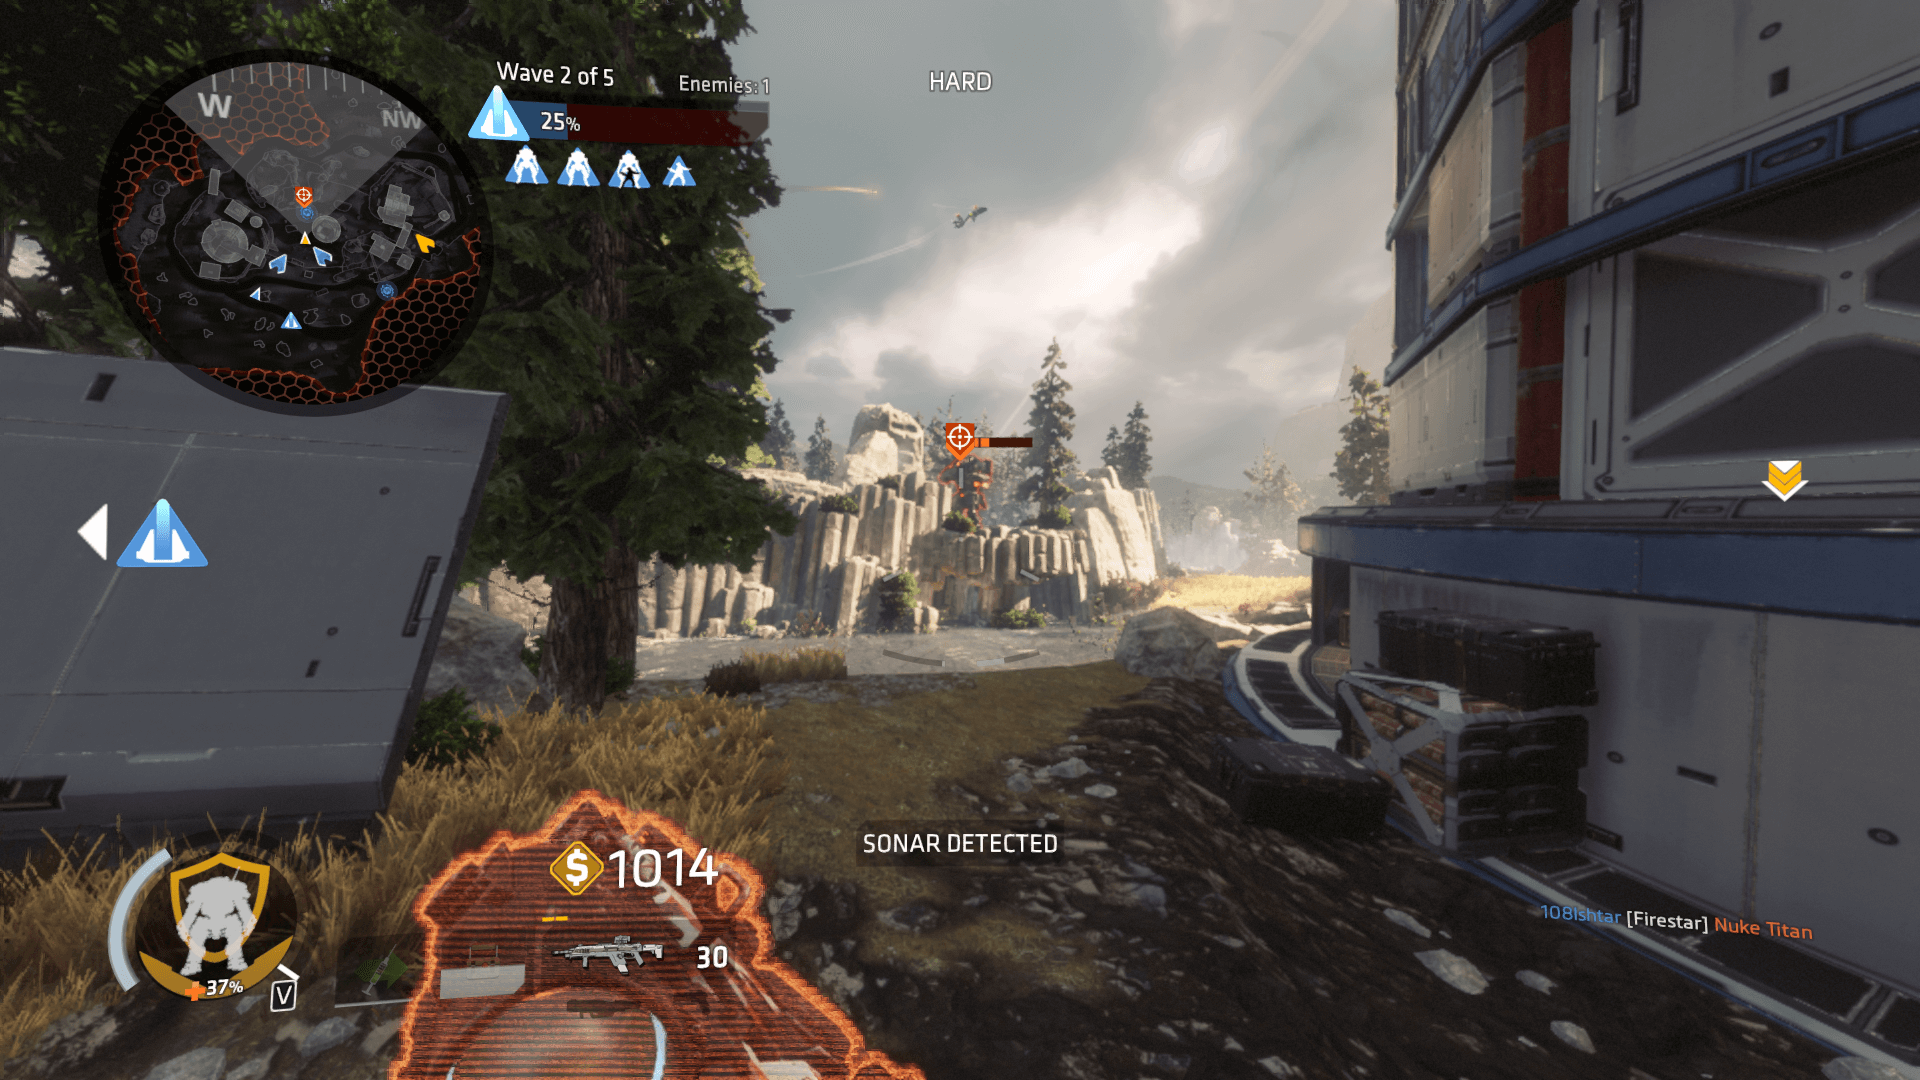 Wave 2 of 5
Enemies: 1
HARD
W
NW
25%
SONAR DETECTED
$ 1014
30
108Ishtar [Firestar] Nuke Titan
37%
V